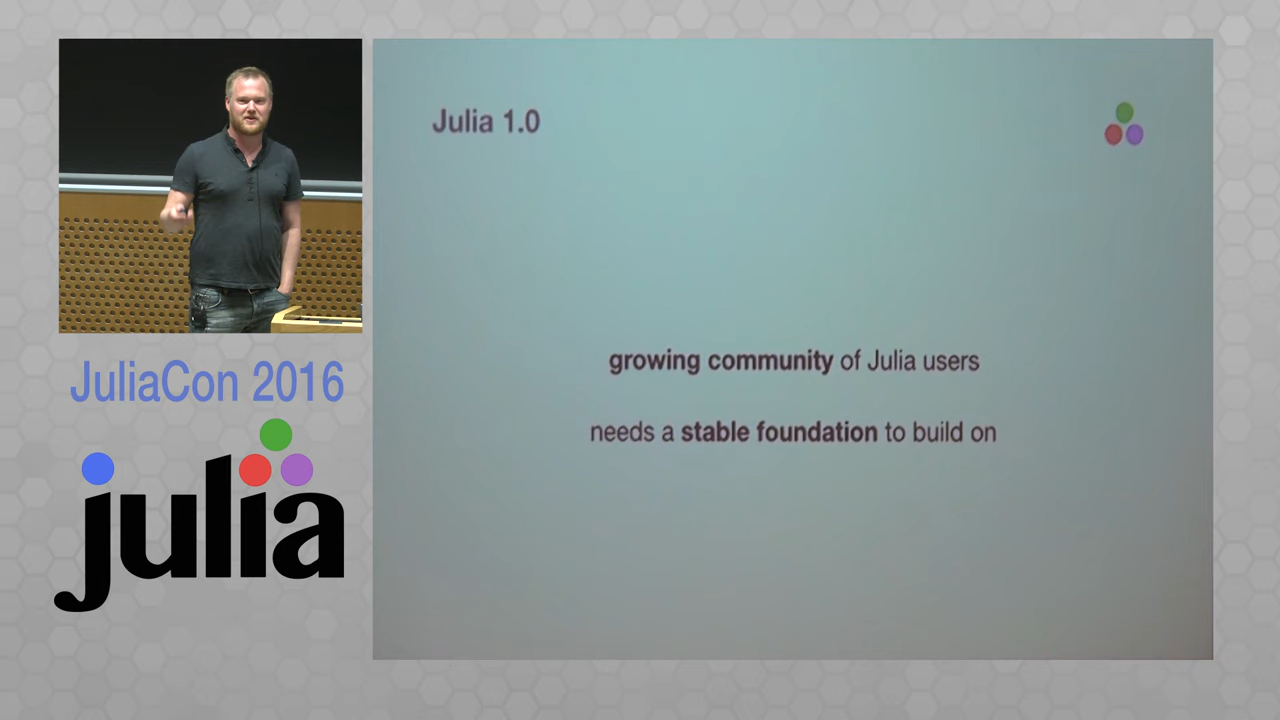 JuliaCon 2016
julia
Julia 1.0
growing community of Julia users
needs a stable foundation to build on